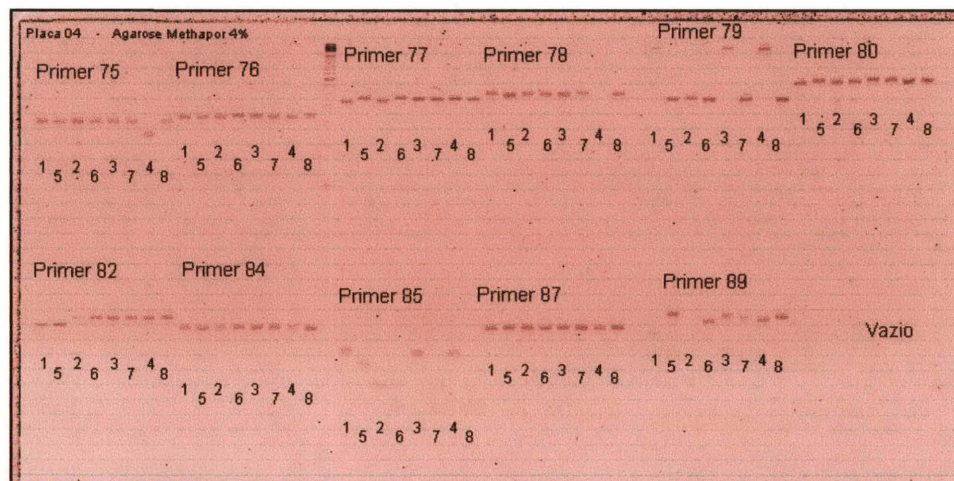 Placa 04 - Agarose Methapor 4%
Primer 75
Primer 76
Primer 77
Primer 78
Primer 79
Primer 80
1 5 2 6 3 7 4 8
1 5 2 6 3 7 4 8
1 5 2 6 3 7 4 8
1 5 2 6 3 7 4 8
1 5 2 6 3 7 4 8
1 5 2 6 3 7 4 8
Primer 82
Primer 84
Primer 85
Primer 87
Primer 89
Vazio
1 5 2 6 3 7 4 8
1 5 2 6 3 7 4 8
1 5 2 6 3 7 4 8
1 5 2 6 3 7 4 8
1 5 2 6 3 7 4 8